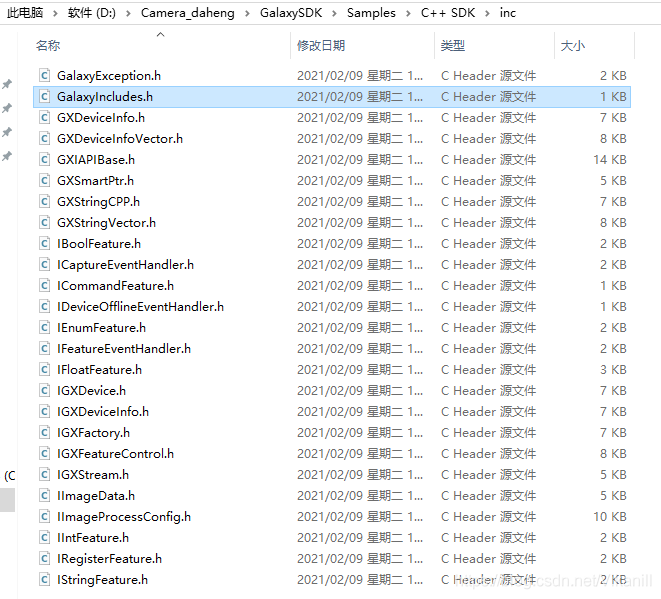 此电脑 > 软件 (D:) > Camera_daheng > GalaxySDK > Samples > C++ SDK > inc
名称 修改日期 类型 大小
GalaxyException.h 2021/02/09 星期二 1... C Header 源文件 2 KB
GalaxyIncludes.h 2021/02/09 星期二 1... C Header 源文件 1 KB
GXDeviceInfo.h 2021/02/09 星期二 1... C Header 源文件 7 KB
GXDeviceInfoVector.h 2021/02/09 星期二 1... C Header 源文件 8 KB
GXIAPIBase.h 2021/02/09 星期二 1... C Header 源文件 14 KB
GXSmartPtr.h 2021/02/09 星期二 1... C Header 源文件 5 KB
GXStringCPP.h 2021/02/09 星期二 1... C Header 源文件 7 KB
GXStringVector.h 2021/02/09 星期二 1... C Header 源文件 8 KB
IBoolFeature.h 2021/02/09 星期二 1... C Header 源文件 2 KB
ICaptureEventHandler.h 2021/02/09 星期二 1... C Header 源文件 2 KB
ICommandFeature.h 2021/02/09 星期二 1... C Header 源文件 1 KB
IDeviceOfflineEventHandler.h 2021/02/09 星期二 1... C Header 源文件 1 KB
IEnumFeature.h 2021/02/09 星期二 1... C Header 源文件 2 KB
IFeatureEventHandler.h 2021/02/09 星期二 1... C Header 源文件 2 KB
IFloatFeature.h 2021/02/09 星期二 1... C Header 源文件 3 KB
IGXDevice.h 2021/02/09 星期二 1... C Header 源文件 7 KB
IGXDeviceInfo.h 2021/02/09 星期二 1... C Header 源文件 7 KB
IGXFactory.h 2021/02/09 星期二 1... C Header 源文件 7 KB
IGXFeatureControl.h 2021/02/09 星期二 1... C Header 源文件 8 KB
(C
IGXStream.h 2021/02/09 星期二 1... C Header 源文件 5 KB
IImageData.h 2021/02/09 星期二 1... C Header 源文件 5 KB
IImageProcessConfig.h 2021/02/09 星期二 1... C Header 源文件 10 KB
IIntFeature.h 2021/02/09 星期二 1... C Header 源文件 2 KB
IRegisterFeature.h 2021/02/09 星期二 1... C Header 源文件 2 KB
IStringFeature.h 2021/02/09 星期二 1... C Header 源文件 2 KB